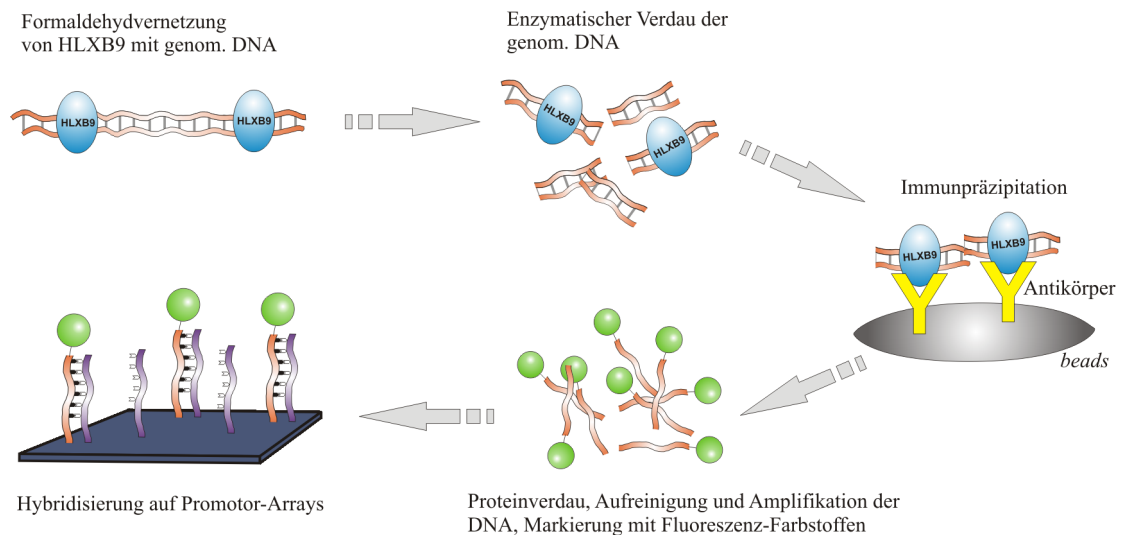 Formaldehydvernetzung
von HLXB9 mit genom. DNA
HLXB9
HLXB9
Enzymatischer Verdau der
genom. DNA
HLXB9
HLXB9
Immunpräzipitation
HLXB9
HLXB9
Antikörper
beads
Proteinverdau, Aufreinigung und Amplifikation der
DNA, Markierung mit Fluoreszenz-Farbstoffen
Hybridisierung auf Promotor-Arrays